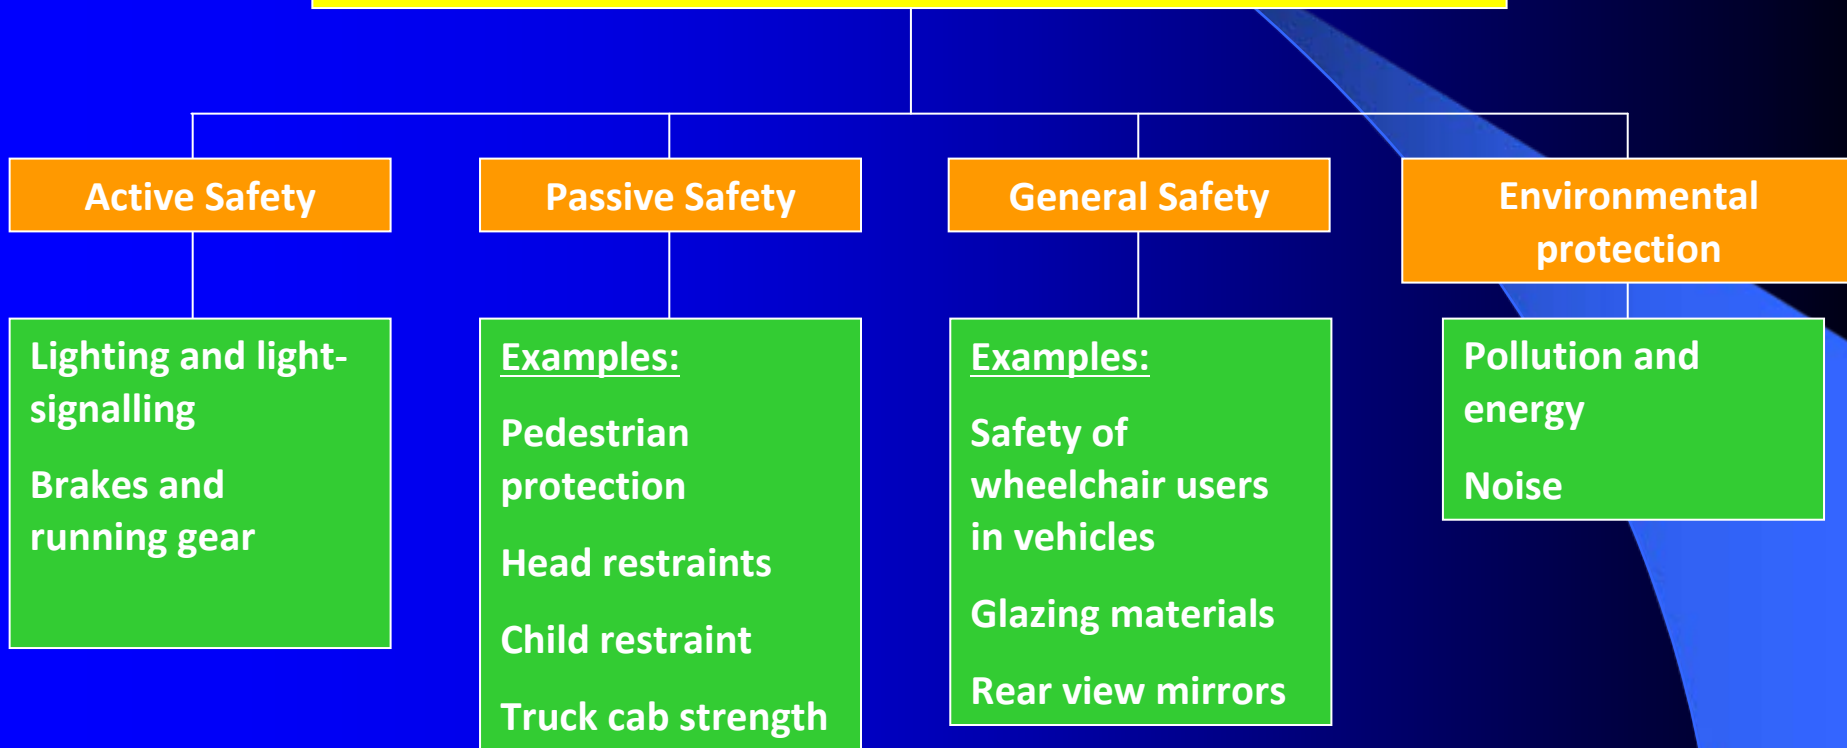 Active Safety
Passive Safety
General Safety
Environmental
protection
Lighting and light-
signalling
Brakes and
running gear
Examples:
Pedestrian
protection
Head restraints
Child restraint
Truck cab strength
Examples:
Safety of
wheelchair users
in vehicles
Glazing materials
Rear view mirrors
Pollution and
energy
Noise